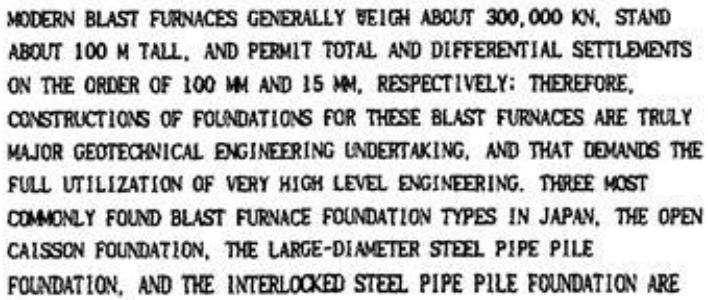 MODERN BLAST FURNACES GENERALLY WEIGH ABOUT 300,000 KN, STAND
ABOUT 100 M TALL, AND PERMIT TOTAL AND DIFFERENTIAL SETTLEMENTS
ON THE ORDER OF 100 MM AND 15 MM, RESPECTIVELY: THEREFORE,
CONSTRUCTIONS OF FOUNDATIONS FOR THESE BLAST FURNACES ARE TRULY
MAJOR GEOTECHNICAL ENGINEERING UNDERTAKING, AND THAT DEMANDS THE
FULL UTILIZATION OF VERY HIGH LEVEL ENGINEERING. THREE MOST
COMMONLY FOUND BLAST FURNACE FOUNDATION TYPES IN JAPAN, THE OPEN
CAISSON FOUNDATION, THE LARGE-DIAMETER STEEL PIPE PILE
FOUNDATION, AND THE INTERLOCKED STEEL PIPE PILE FOUNDATION ARE